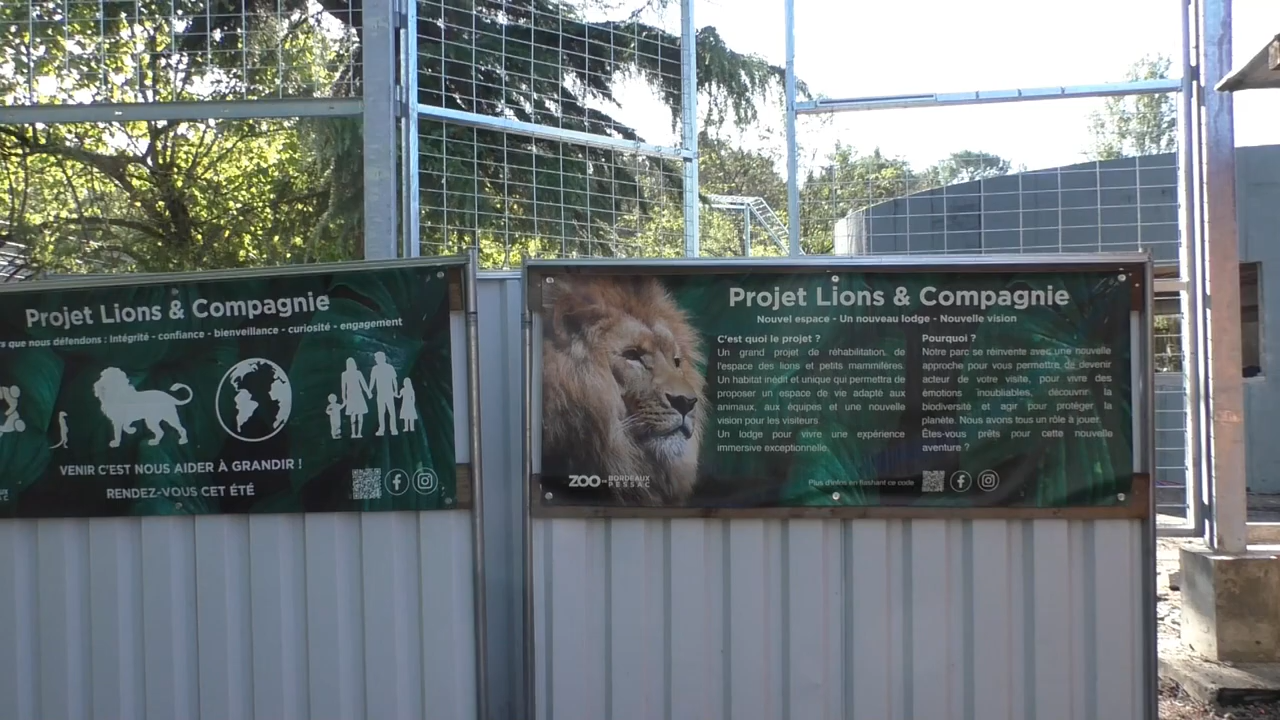 Projet Lions & Compagnie
que nous défendons : Intégrité - confiance - bienveillance - curiosité - engagement
VENIR C'EST NOUS AIDER À GRANDIR !
RENDEZ-VOUS CET ÉTÉ
Projet Lions & Compagnie
Nouvel espace - Un nouveau lodge - Nouvelle vision
C'est quoi le projet ?
Un grand projet de réhabilitation, de
l'espace des lions et petits mammifères.
Un habitat inédit et unique qui permettra de
proposer un espace de vie adapté aux
animaux, aux équipes et une nouvelle
vision pour les visiteurs
Un lodge pour vivre une expérience
immersive exceptionnelle.
Pourquoi ?
Notre parc se réinvente avec une nouvelle
approche pour vous permettre de devenir
acteur de votre visite, pour vivre des
émotions inoubliables, découvrir la
biodiversité et agir pour protéger la
planète. Nous avons tous un rôle à jouer.
Êtes-vous prêts pour cette nouvelle
aventure ?
ZOO DE BORDEAUX
PESSAC
Plus d'infos en flashant ce code